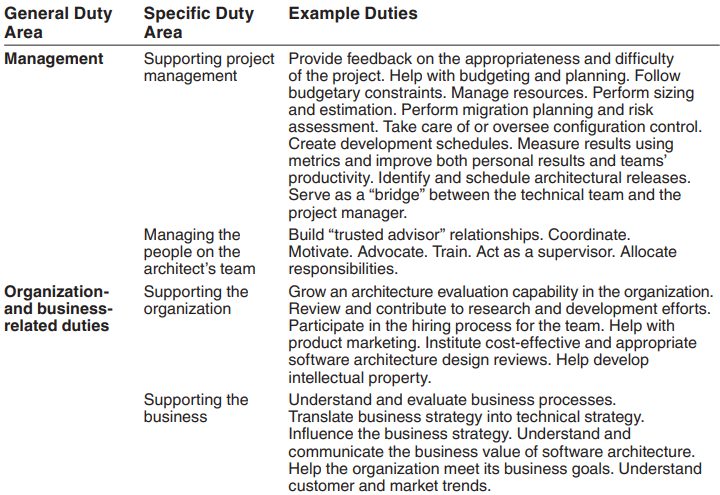 General Duty Area
Specific Duty Area
Example Duties
Management
Supporting project management
Provide feedback on the appropriateness and difficulty
of the project. Help with budgeting and planning. Follow
budgetary constraints. Manage resources. Perform sizing
and estimation. Perform migration planning and risk
assessment. Take care of or oversee configuration control.
Create development schedules. Measure results using
metrics and improve both personal results and teams’
productivity. Identify and schedule architectural releases.
Serve as a “bridge” between the technical team and the
project manager.
Managing the
people on the
architect’s team
Build “trusted advisor” relationships. Coordinate.
Motivate. Advocate. Train. Act as a supervisor. Allocate
responsibilities.
Organization-
and business-
related duties
Supporting the
organization
Grow an architecture evaluation capability in the organization.
Review and contribute to research and development efforts.
Participate in the hiring process for the team. Help with
product marketing. Institute cost-effective and appropriate
software architecture design reviews. Help develop
intellectual property.
Supporting the
business
Understand and evaluate business processes.
Translate business strategy into technical strategy.
Influence the business strategy. Understand and
communicate the business value of software architecture.
Help the organization meet its business goals. Understand
customer and market trends.